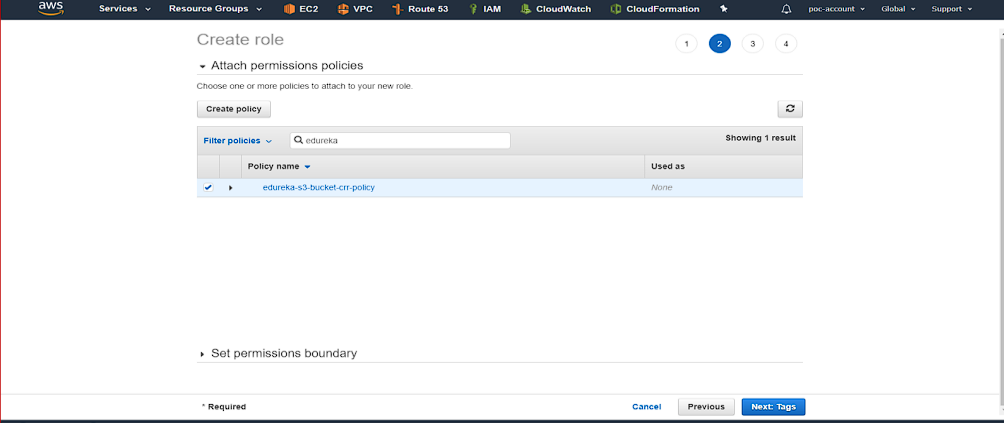 aws Services Resource Groups EC2 VPC Route 53 IAM CloudWatch CloudFormation poc-account Global Support
Create role
1 2 3 4
Attach permissions policies
Choose one or more policies to attach to your new role.
Create policy
Filter policies edureka Showing 1 result
Policy name Used as
edureka-s3-bucket-crr-policy None
Set permissions boundary
* Required Cancel Previous Next: Tags